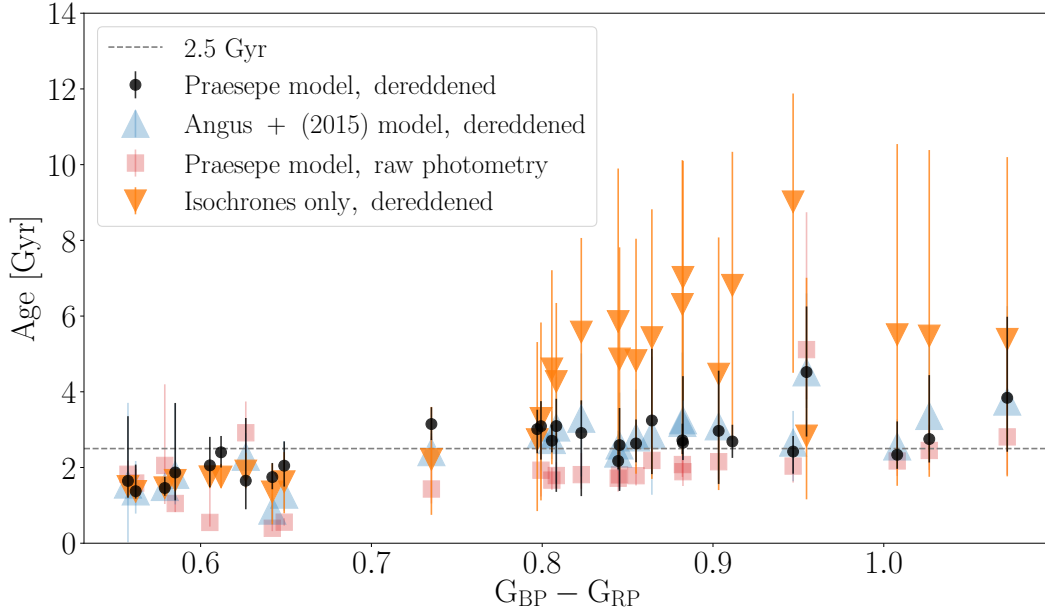 14
12
10
8
6
4
2
0
Age [Gyr]
2.5 Gyr
Praesepe model, dereddened
Angus + (2015) model, dereddened
Praesepe model, raw photometry
Isochrones only, dereddened
0.6 0.7 0.8 0.9 1.0
G_BP − G_RP